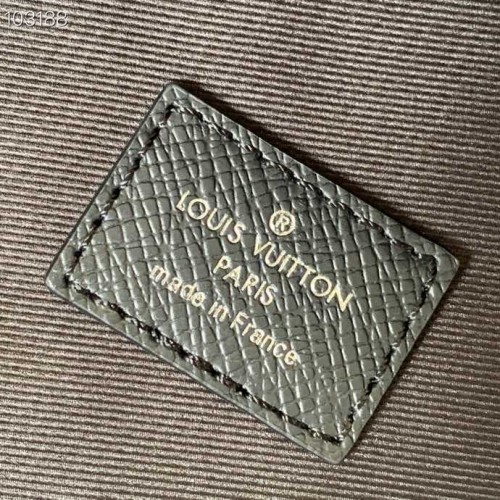 103188
®
LOUIS VUITTON
PARIS
made in France